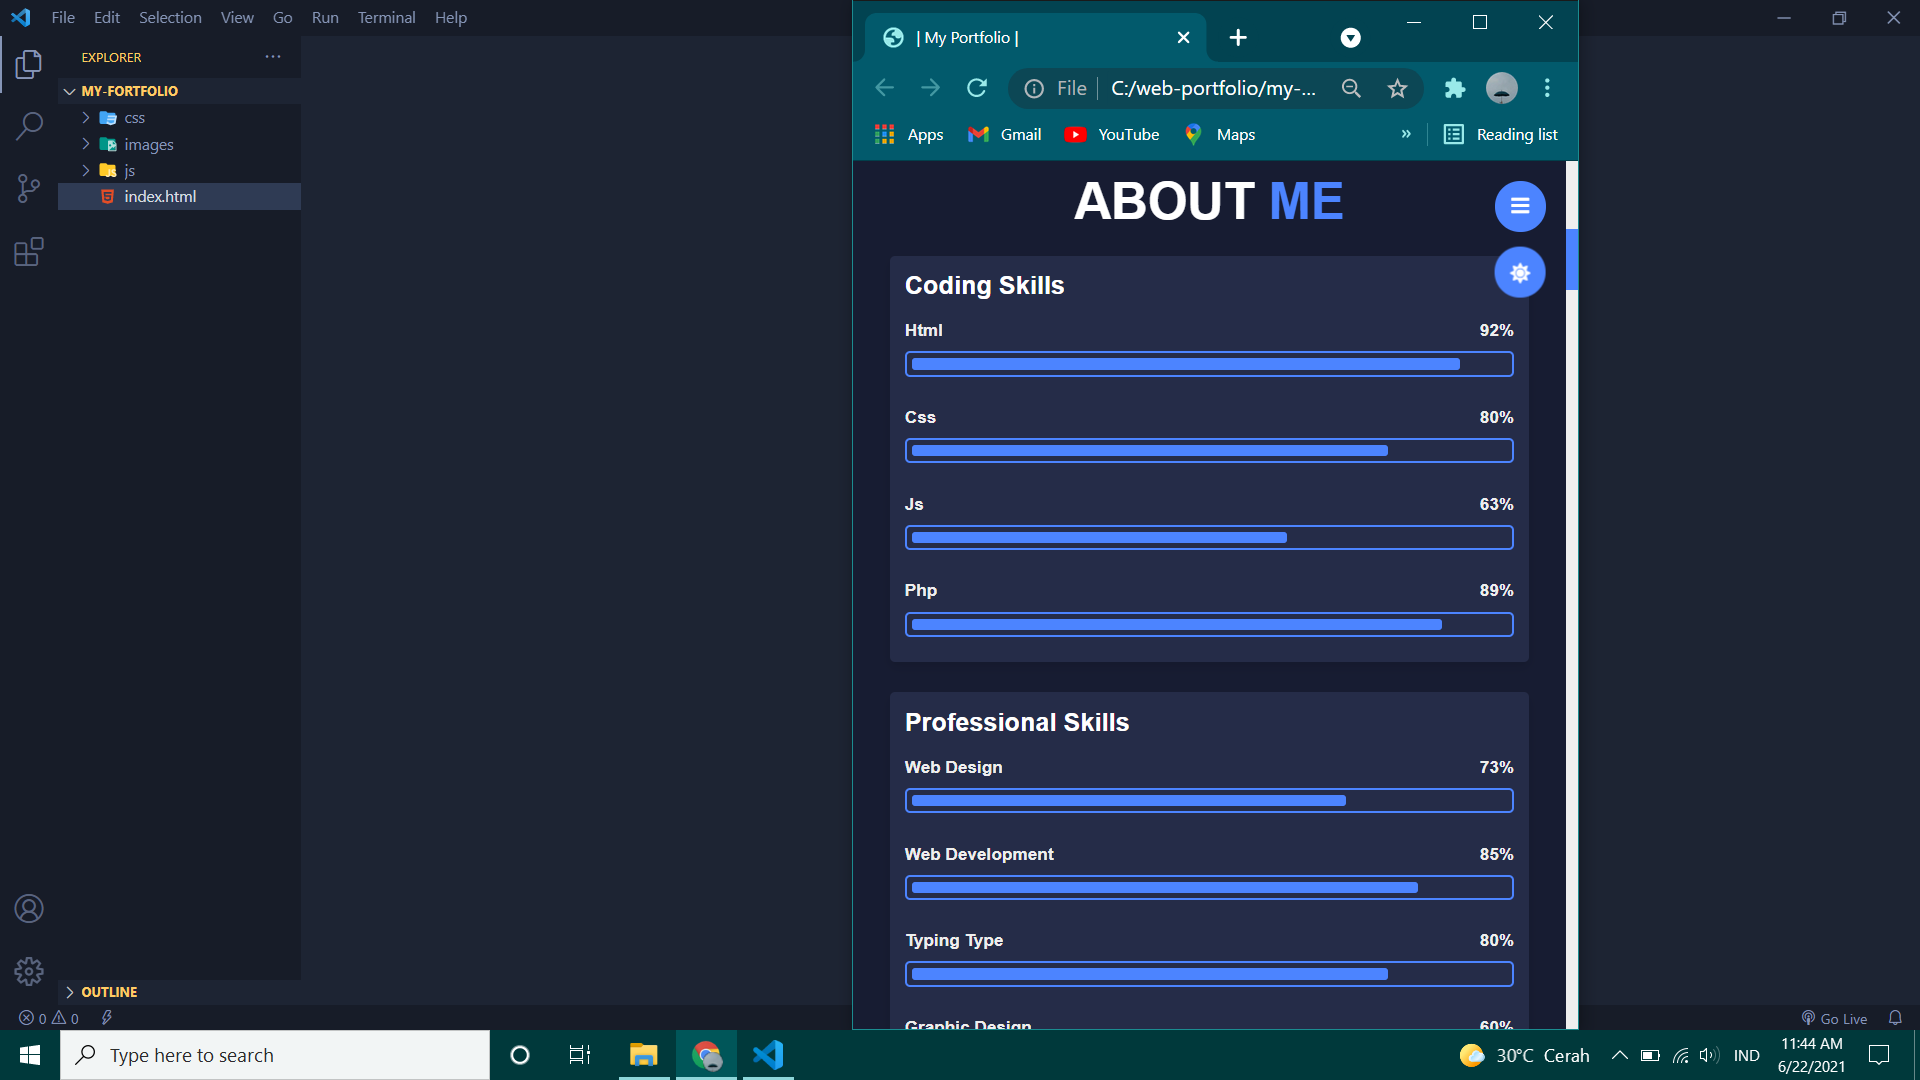 File Edit Selection View Go Run Terminal Help
EXPLORER
MY-FORTFOLIO
css
images
js
index.html
OUTLINE
0 0
Go Live
| My Portfolio |
File C:/web-portfolio/my-...
Apps Gmail YouTube Maps » Reading list
ABOUT ME
Coding Skills
Html 92%
Css 80%
Js 63%
Php 89%
Professional Skills
Web Design 73%
Web Development 85%
Typing Type 80%
Graphic Design 60%
Type here to search
30°C Cerah
IND
11:44 AM
6/22/2021